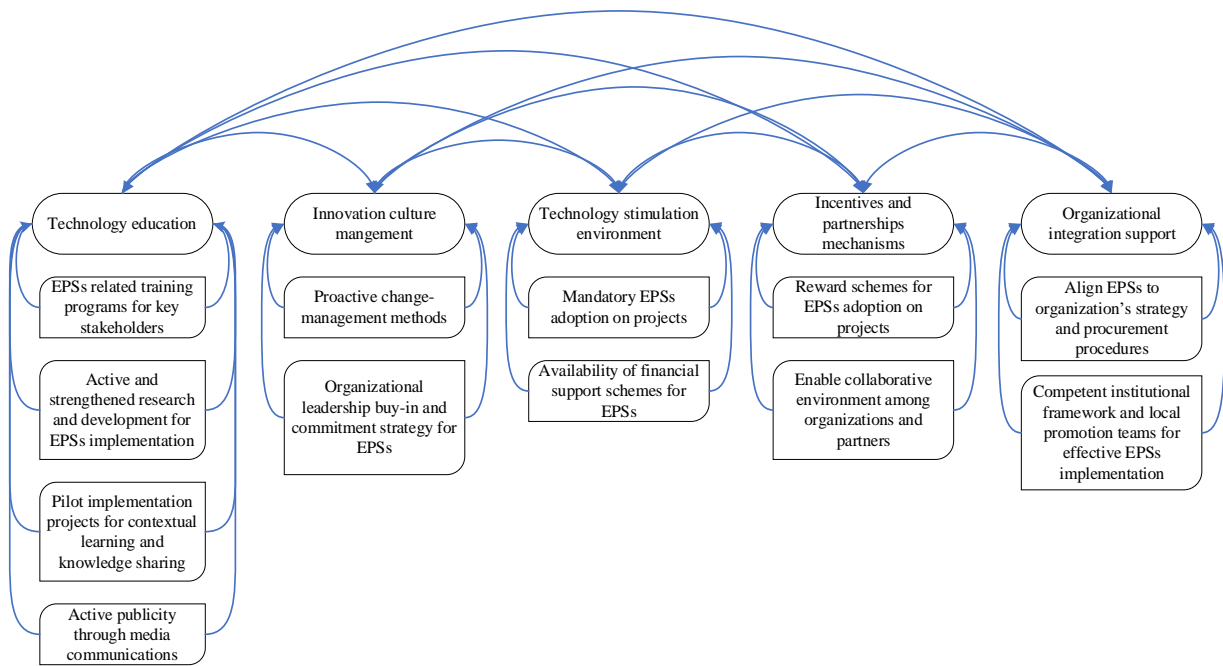 Technology education
EPSs related training
programs for key
stakeholders
Active and
strengthened research
and development for
EPSs implementation
Pilot implementation
projects for contextual
learning and
knowledge sharing
Active publicity
through media
communications
Innovation culture
mangement
Proactive change-
management methods
Organizational
leadership buy-in and
commitment strategy for
EPSs
Technology stimulation
environment
Mandatory EPSs
adoption on projects
Availability of financial
support schemes for
EPSs
Incentives and
partnerships
mechanisms
Reward schemes for
EPSs adoption on
projects
Enable collaborative
environment among
organizations and
partners
Organizational
integration support
Align EPSs to
organization’s strategy
and procurement
procedures
Competent institutional
framework and local
promotion teams for
effective EPSs
implementation